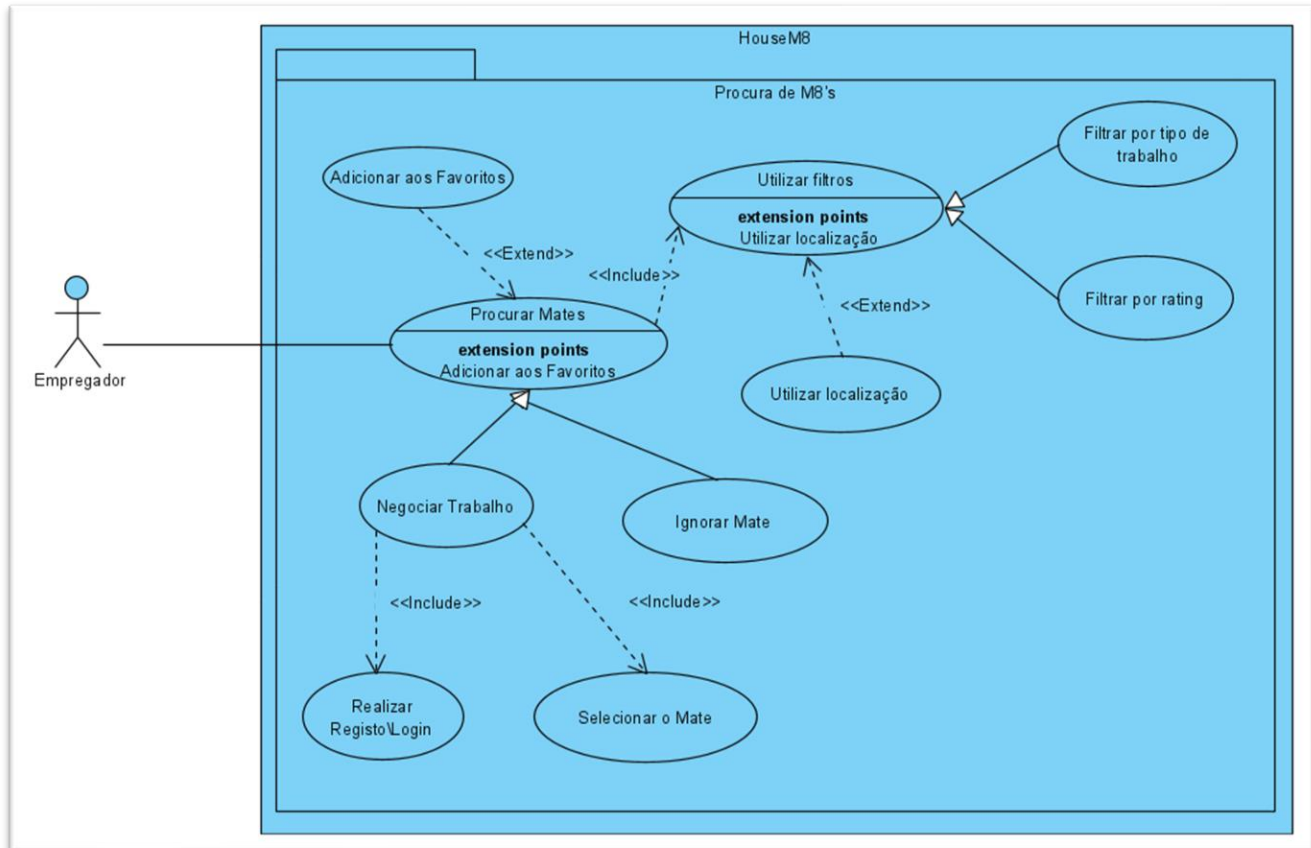 HouseM8
Procura de M8's
Filtrar por tipo de
trabalho
Adicionar aos Favoritos
Utilizar filtros
extension points
Utilizar localização
<<Extend>>
<<Include>>
Filtrar por rating
<<Extend>>
Procurar Mates
extension points
Adicionar aos Favoritos
Empregador
Utilizar localização
Negociar Trabalho
Ignorar Mate
<<Include>>
<<Include>>
Realizar
Registo\Login
Selecionar o Mate